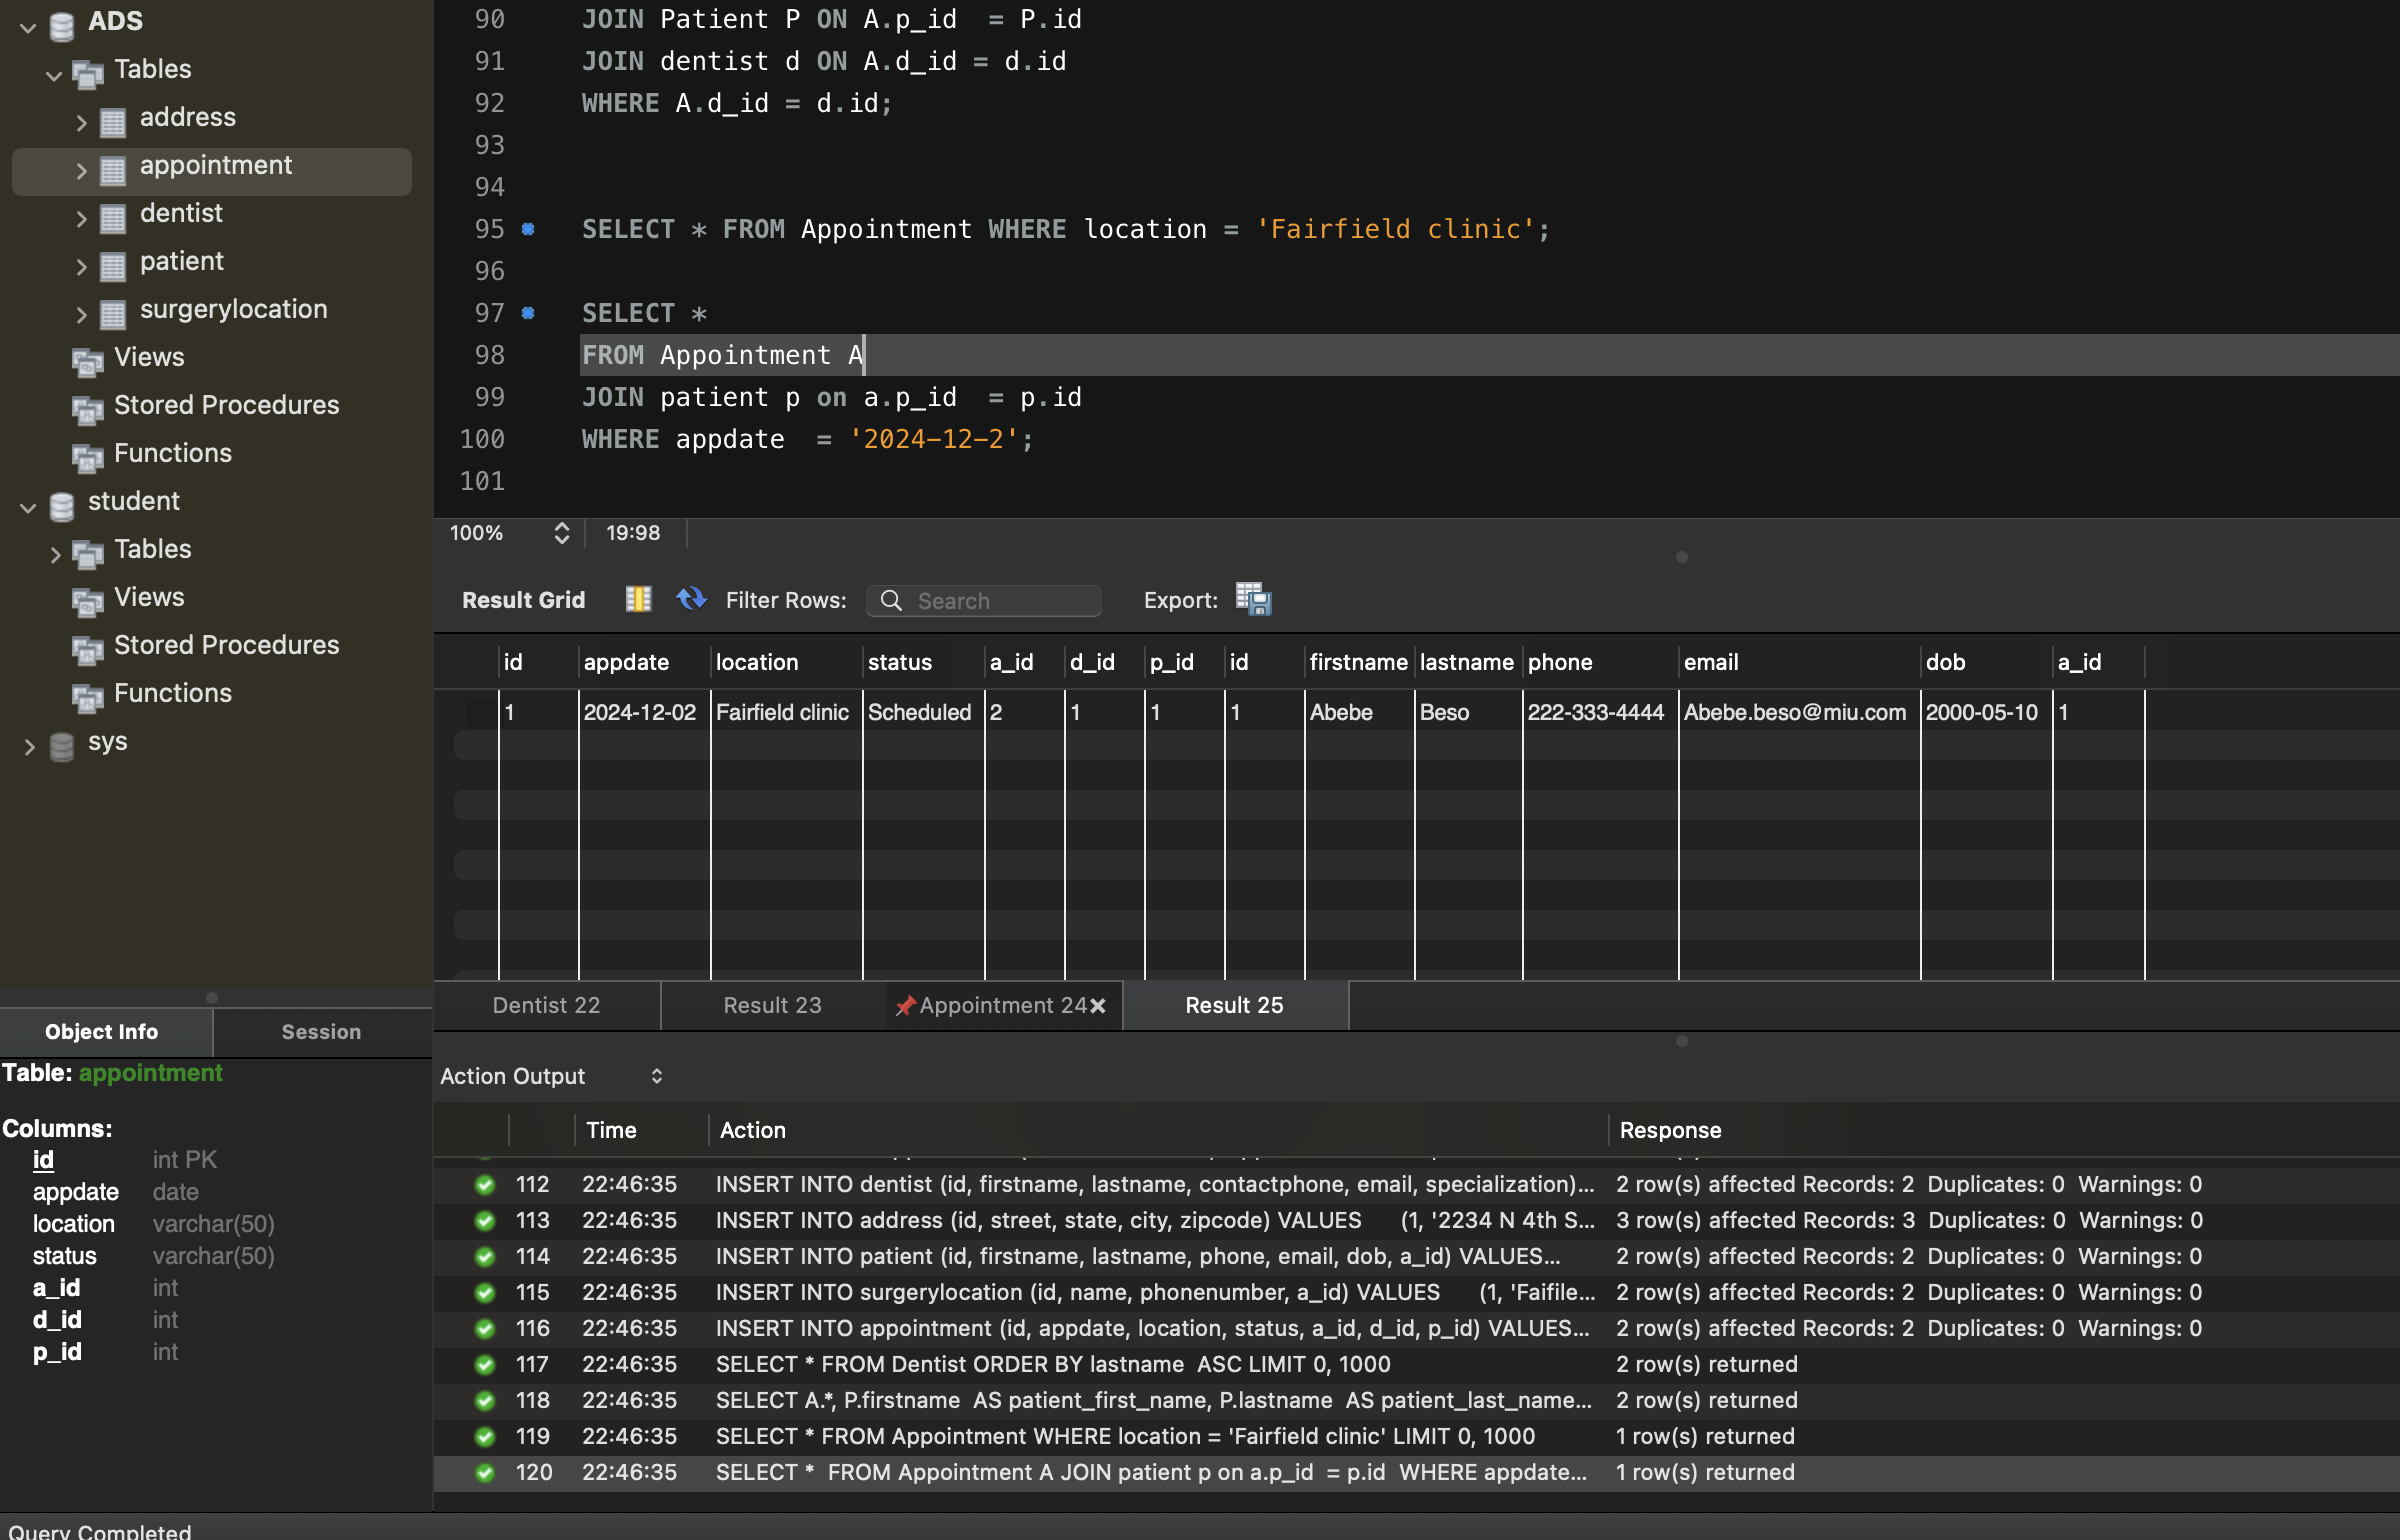 ADS
Tables
address
appointment
dentist
patient
surgerylocation
Views
Stored Procedures
Functions
student
Tables
Views
Stored Procedures
Functions
sys
Object Info Session
Table: appointment
Columns:
id int PK
appdate date
location varchar(50)
status varchar(50)
a_id int
d_id int
p_id int
90 JOIN Patient P ON A.p_id  = P.id
91 JOIN dentist d ON A.d_id = d.id
92 WHERE A.d_id = d.id;
93
94
95 SELECT * FROM Appointment WHERE location = 'Fairfield clinic';
96
97 SELECT *
98 FROM Appointment A
99 JOIN patient p on a.p_id  = p.id
100 WHERE appdate  = '2024-12-2';
101
100% 19:98
Result Grid Filter Rows: Search Export:
id appdate location status a_id d_id p_id id firstname lastname phone email dob a_id
1 2024-12-02 Fairfield clinic Scheduled 2 1 1 1 Abebe Beso 222-333-4444 Abebe.beso@miu.com 2000-05-10 1
Dentist 22 Result 23 Appointment 24 Result 25
Action Output
Time Action Response
112 22:46:35 INSERT INTO dentist (id, firstname, lastname, contactphone, email, specialization)... 2 row(s) affected Records: 2  Duplicates: 0  Warnings: 0
113 22:46:35 INSERT INTO address (id, street, state, city, zipcode) VALUES (1, '2234 N 4th S... 3 row(s) affected Records: 3  Duplicates: 0  Warnings: 0
114 22:46:35 INSERT INTO patient (id, firstname, lastname, phone, email, dob, a_id) VALUES... 2 row(s) affected Records: 2  Duplicates: 0  Warnings: 0
115 22:46:35 INSERT INTO surgerylocation (id, name, phonenumber, a_id) VALUES (1, 'Faifile... 2 row(s) affected Records: 2  Duplicates: 0  Warnings: 0
116 22:46:35 INSERT INTO appointment (id, appdate, location, status, a_id, d_id, p_id) VALUES... 2 row(s) affected Records: 2  Duplicates: 0  Warnings: 0
117 22:46:35 SELECT * FROM Dentist ORDER BY lastname  ASC LIMIT 0, 1000 2 row(s) returned
118 22:46:35 SELECT A.*, P.firstname  AS patient_first_name, P.lastname  AS patient_last_name... 2 row(s) returned
119 22:46:35 SELECT * FROM Appointment WHERE location = 'Fairfield clinic' LIMIT 0, 1000 1 row(s) returned
120 22:46:35 SELECT *  FROM Appointment A JOIN patient p on a.p_id  = p.id  WHERE appdate... 1 row(s) returned
Query Completed